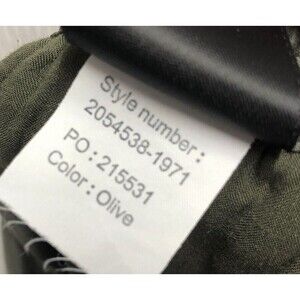 Style number:
2054538-1971
PO : 215531
Color : Olive